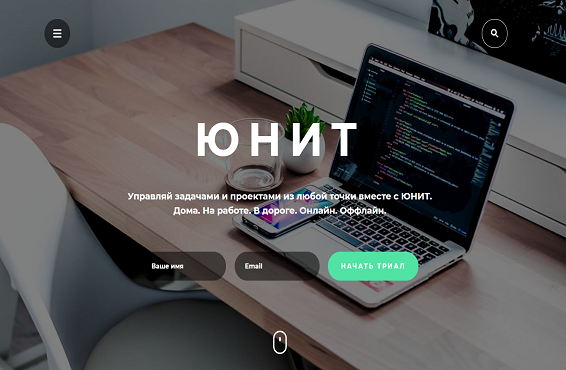 ЮНИТ
Управляй задачами и проектами из любой точки вместе с ЮНИТ.
Дома. На работе. В дороге. Онлайн. Оффлайн.
Ваше имя
Email
НАЧАТЬ ТРИАЛ